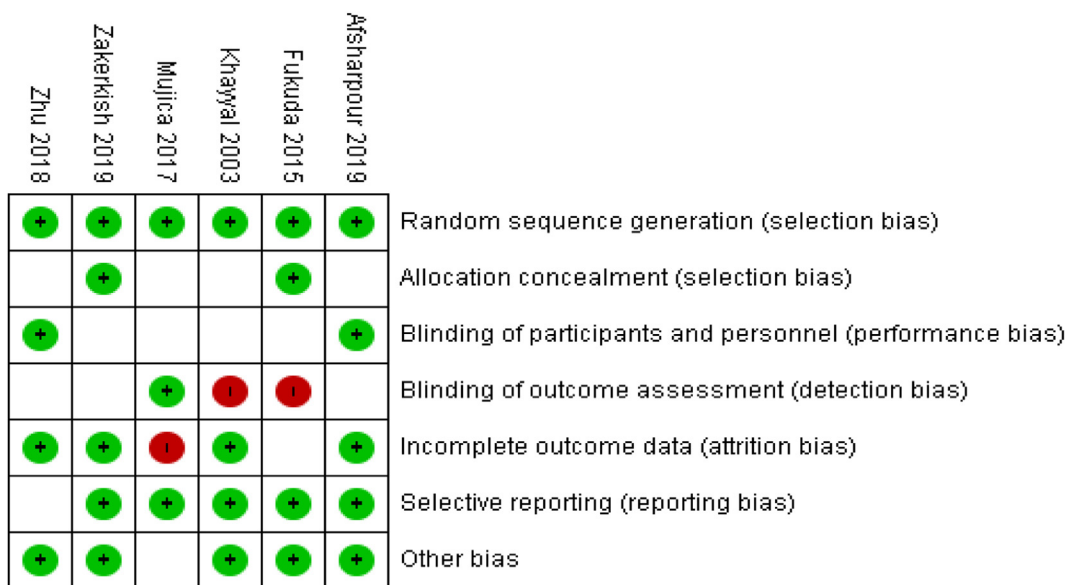 Zhu 2018
Zakerkish 2019
Mujica 2017
Khayyal 2003
Fukuda 2015
Afsharpour 2019
+ + + + + + Random sequence generation (selection bias)
+ + Allocation concealment (selection bias)
+ + Blinding of participants and personnel (performance bias)
+ - - Blinding of outcome assessment (detection bias)
+ + - + + Incomplete outcome data (attrition bias)
+ + + + + Selective reporting (reporting bias)
+ + + + + Other bias